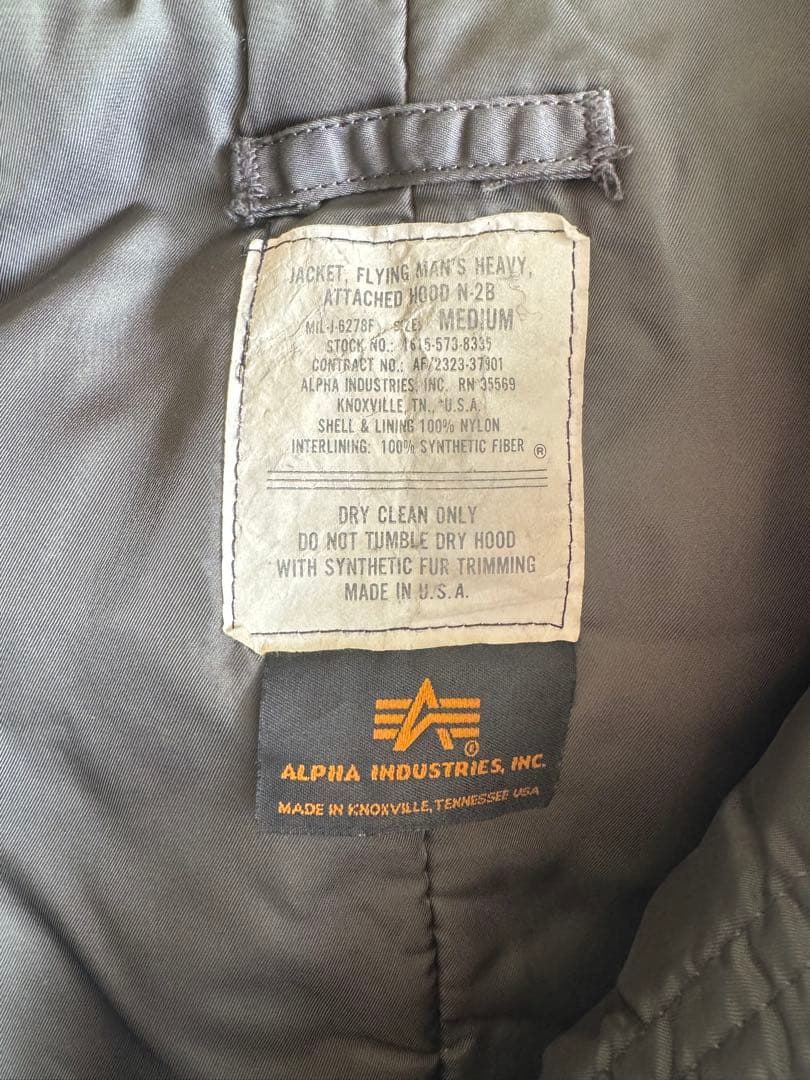 JACKET, FLYING MAN'S HEAVY,
ATTACHED HOOD N-2B
MIL-J-6278F SIZE: MEDIUM
STOCK NO.: 1615-573-8335
CONTRACT NO.: AF/2323-37901
ALPHA INDUSTRIES, INC. RN 35569
KNOXVILLE, TN., U.S.A.
SHELL & LINING 100% NYLON
INTERLINING: 100% SYNTHETIC FIBER ®
DRY CLEAN ONLY
DO NOT TUMBLE DRY HOOD
WITH SYNTHETIC FUR TRIMMING
MADE IN U.S.A.
®
ALPHA INDUSTRIES, INC.
MADE IN KNOXVILLE, TENNESSEE USA